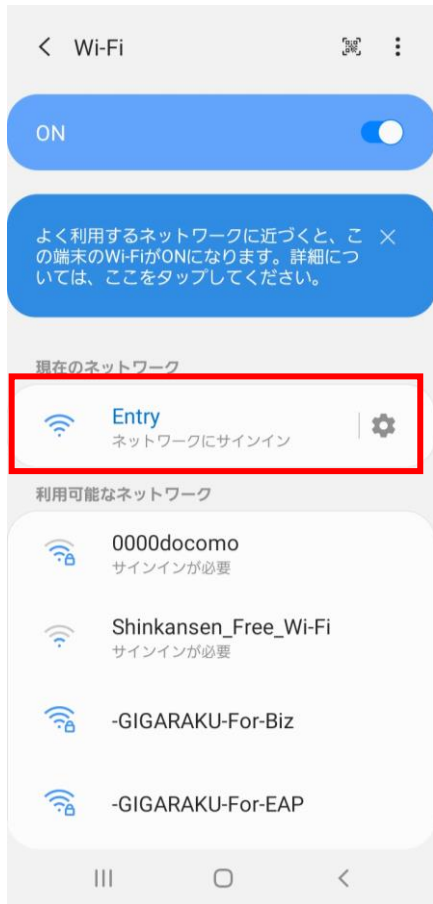 Wi-Fi
ON
よく利用するネットワークに近づくと、こ
の端末のWi-FiがONになります。詳細につ
いては、ここをタップしてください。
現在のネットワーク
Entry
ネットワークにサインイン
利用可能なネットワーク
0000docomo
サインインが必要
Shinkansen_Free_Wi-Fi
サインインが必要
-GIGARAKU-For-Biz
-GIGARAKU-For-EAP